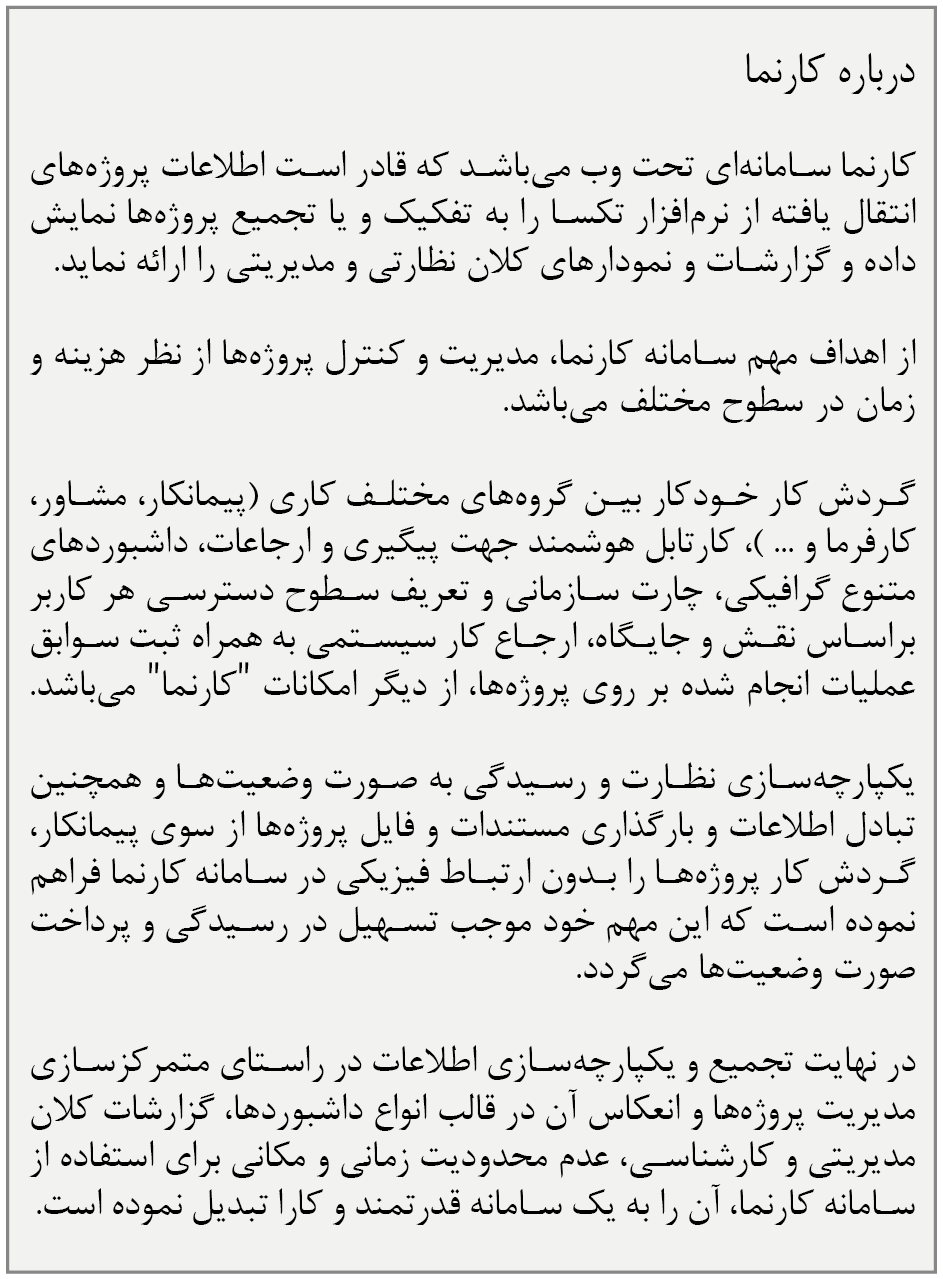 درباره کارنما
کارنما سامانه‌ای تحت وب می‌باشد که قادر است اطلاعات پروژه‌های
انتقال یافته از نرم‌افزار تکسا را به تفکیک و یا تجمیع پروژه‌ها نمایش
داده و گزارشات و نمودارهای کلان نظارتی و مدیریتی را ارائه نماید.
از اهداف مهم سامانه کارنما، مدیریت و کنترل پروژه‌ها از نظر هزینه و
زمان در سطوح مختلف می‌باشد.
گردش کار خودکار بین گروه‌های مختلف کاری (پیمانکار، مشاور،
کارفرما و ... )، کارتابل هوشمند جهت پیگیری و ارجاعات، داشبوردهای
متنوع گرافیکی، چارت سازمانی و تعریف سطوح دسترسی هر کاربر
براساس نقش و جایگاه، ارجاع کار سیستمی به همراه ثبت سوابق
عملیات انجام شده بر روی پروژه‌ها، از دیگر امکانات "کارنما" می‌باشد.
یکپارچه‌سازی نظارت و رسیدگی به صورت وضعیت‌ها و همچنین
تبادل اطلاعات و بارگذاری مستندات و فایل پروژه‌ها از سوی پیمانکار،
گردش کار پروژه‌ها را بدون ارتباط فیزیکی در سامانه کارنما فراهم
نموده است که این مهم خود موجب تسهیل در رسیدگی و پرداخت
صورت وضعیت‌ها می‌گردد.
در نهایت تجمیع و یکپارچه‌سازی اطلاعات در راستای متمرکزسازی
مدیریت پروژه‌ها و انعکاس آن در قالب انواع داشبوردها، گزارشات کلان
مدیریتی و کارشناسی، عدم محدودیت زمانی و مکانی برای استفاده از
سامانه کارنما، آن را به یک سامانه قدرتمند و کارا تبدیل نموده است.